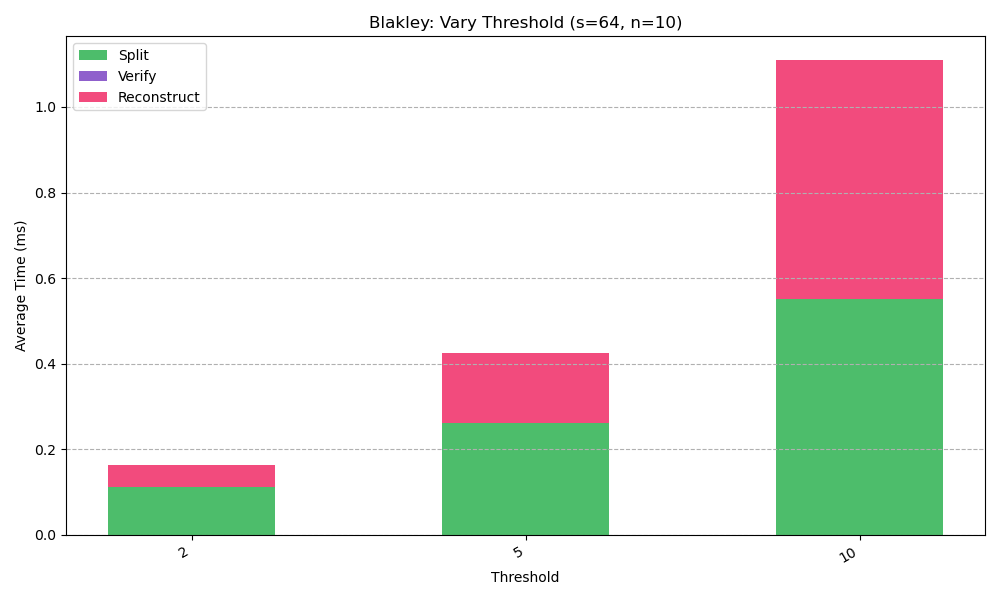 Blakley: Vary Threshold (s=64, n=10)
Split
Verify
Reconstruct
Average Time (ms)
1.0
0.8
0.6
0.4
0.2
0.0
2
5
10
Threshold